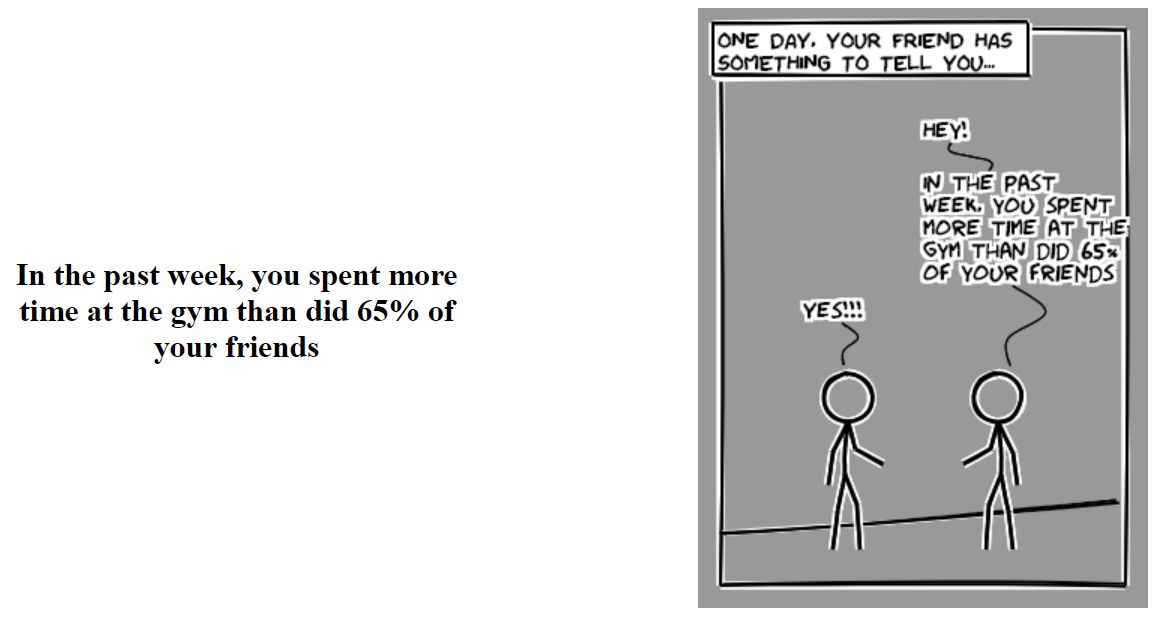 In the past week, you spent more
time at the gym than did 65% of
your friends
ONE DAY, YOUR FRIEND HAS
SOMETHING TO TELL YOU...
HEY!
IN THE PAST
WEEK, YOU SPENT
MORE TIME AT THE
GYM THAN DID 65%
OF YOUR FRIENDS
YES!!!